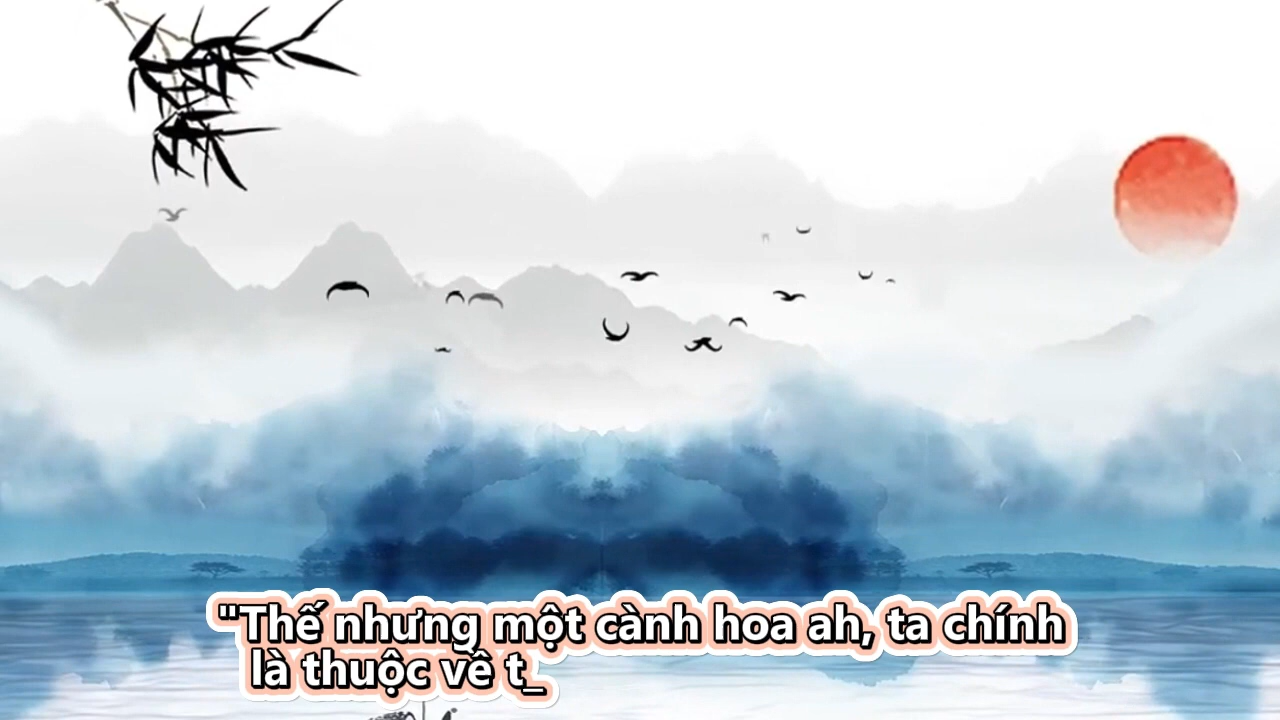 "Thế nhưng một cành hoa ah, ta chính
là thuộc về t_